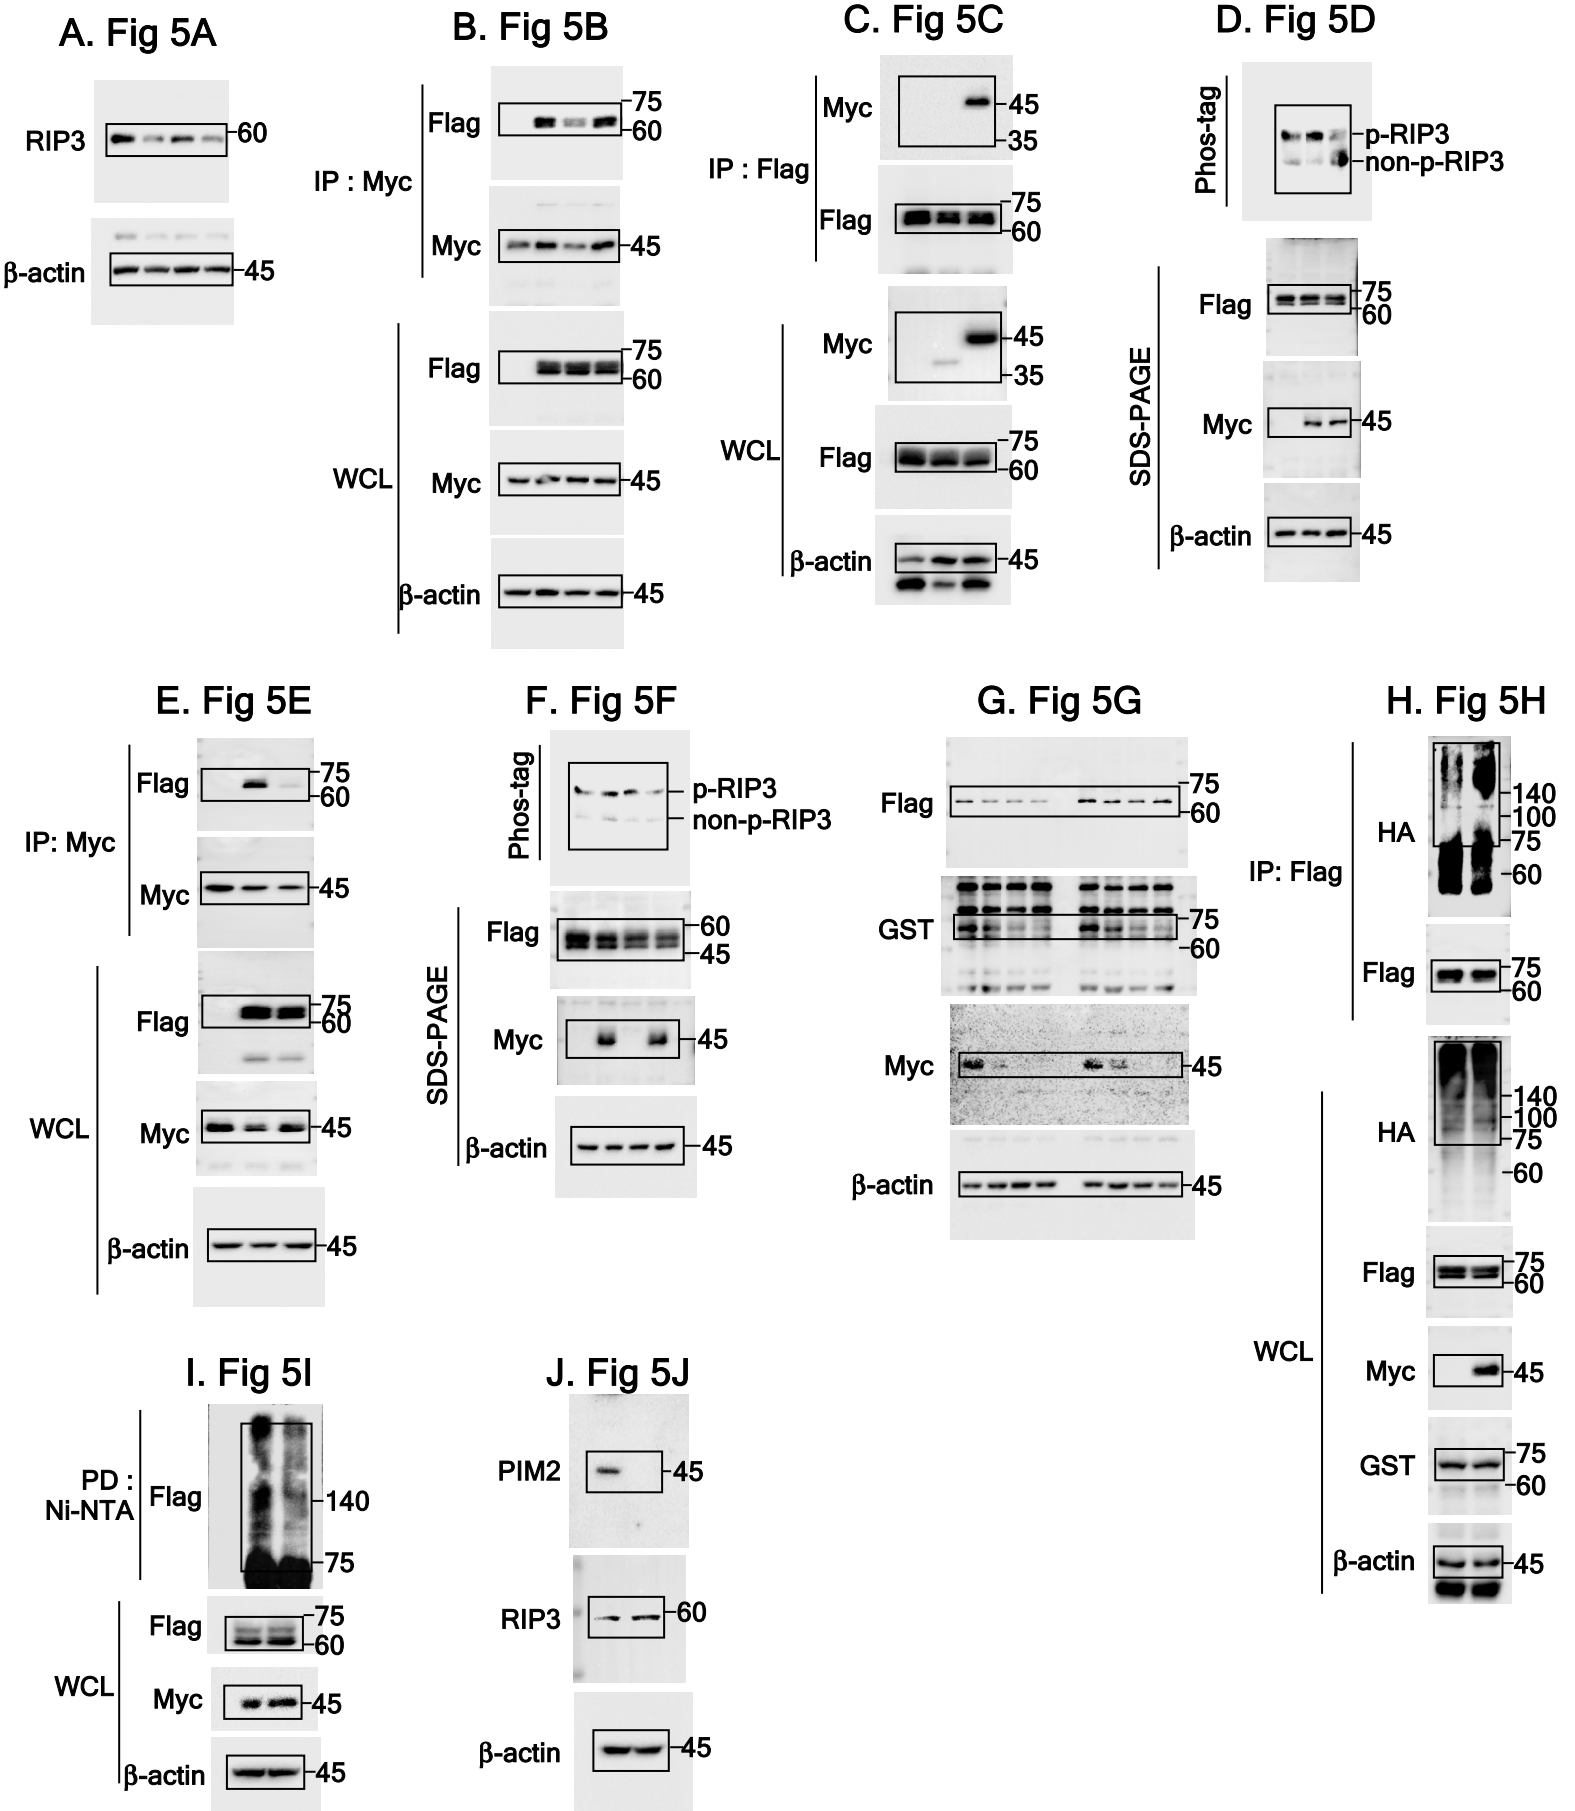 A. Fig 5A
RIP3
60
β-actin
45
B. Fig 5B
IP : Myc
Flag
75
60
Myc
45
WCL
Flag
75
60
Myc
45
β-actin
45
C. Fig 5C
IP : Flag
Myc
45
35
Flag
75
60
WCL
Myc
45
35
Flag
75
60
β-actin
45
D. Fig 5D
Phos-tag
p-RIP3
non-p-RIP3
SDS-PAGE
Flag
75
60
Myc
45
β-actin
45
E. Fig 5E
IP: Myc
Flag
75
60
Myc
45
WCL
Flag
75
60
Myc
45
β-actin
45
F. Fig 5F
Phos-tag
p-RIP3
non-p-RIP3
SDS-PAGE
Flag
60
45
Myc
45
β-actin
45
G. Fig 5G
Flag
75
60
GST
75
60
Myc
45
β-actin
45
H. Fig 5H
IP: Flag
HA
140
100
75
60
Flag
75
60
WCL
HA
140
100
75
60
Flag
75
60
Myc
45
GST
75
60
β-actin
45
I. Fig 5I
PD :
Ni-NTA
Flag
140
75
WCL
Flag
75
60
Myc
45
β-actin
45
J. Fig 5J
PIM2
45
RIP3
60
β-actin
45